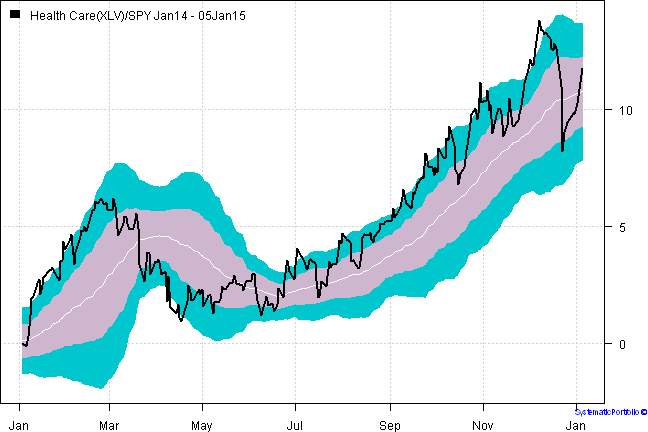 Health Care(XLV)/SPY Jan14 - 05Jan15
10
5
0
Jan Mar May Jul Sep Nov Jan
SystematicPortfolio ©